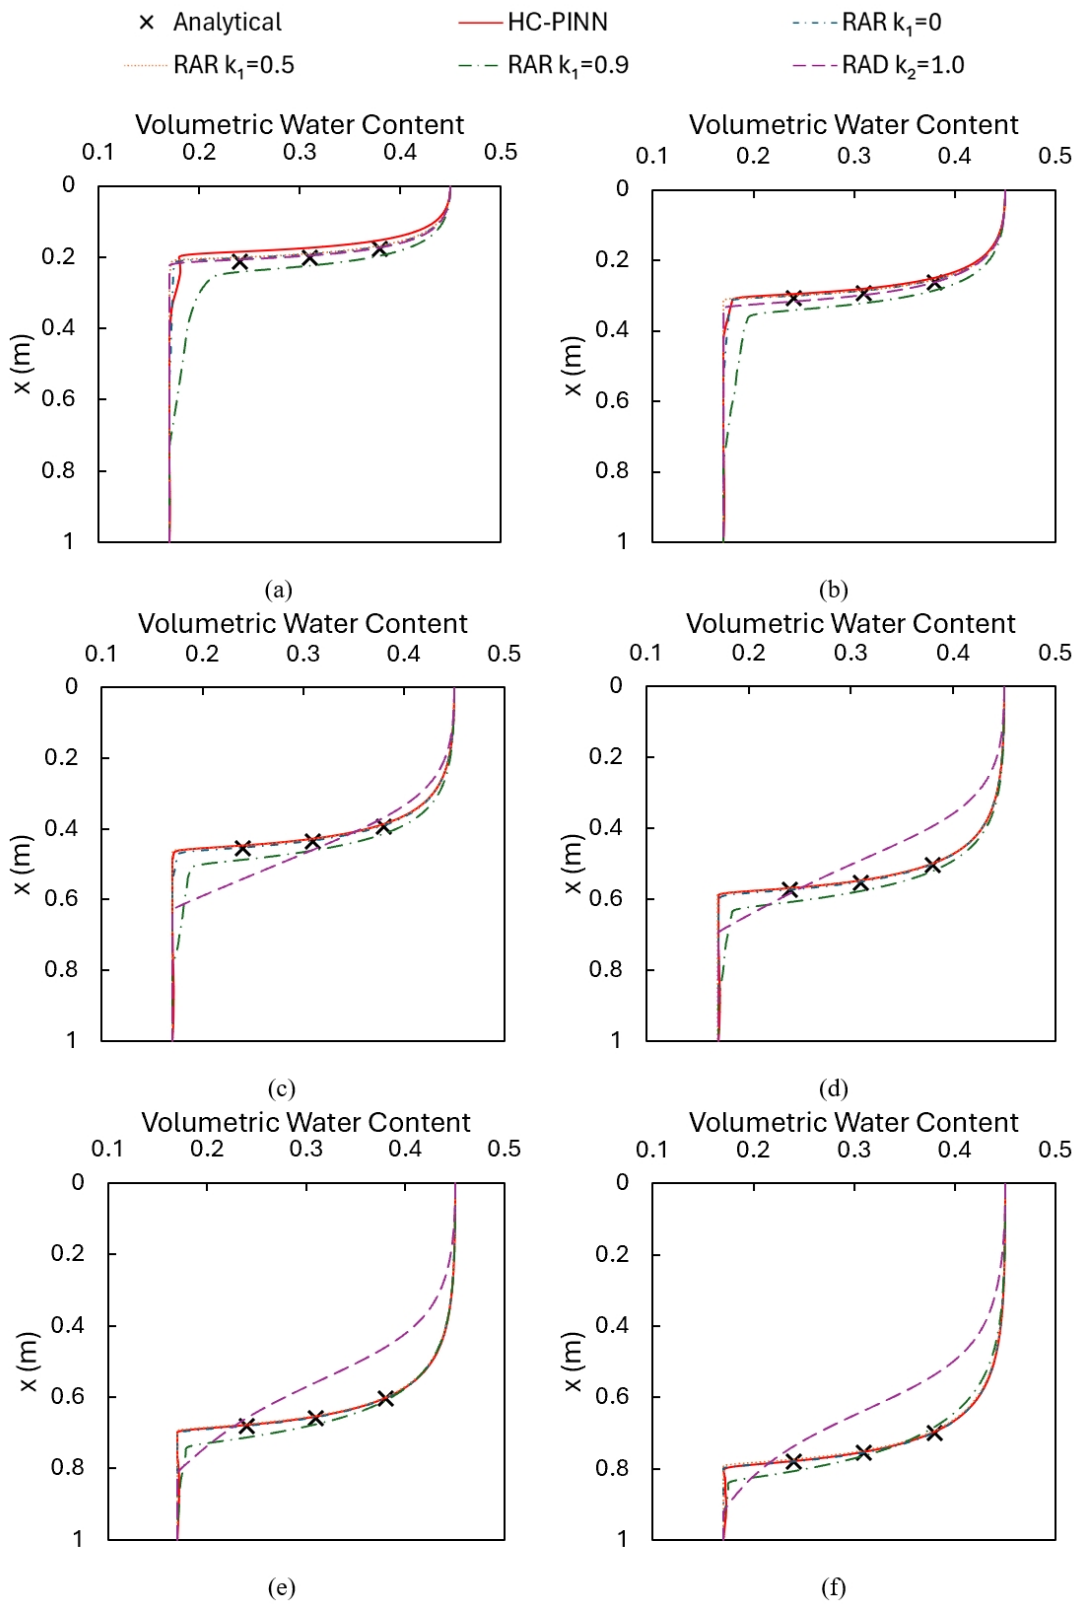 Analytical HC-PINN RAR k₁=0
RAR k₁=0.5 RAR k₁=0.9 RAD k₂=1.0
Volumetric Water Content Volumetric Water Content
0.1 0.2 0.3 0.4 0.5 0.1 0.2 0.3 0.4 0.5
0 0
0.2 0.2
0.4 0.4
x (m) x (m)
0.6 0.6
0.8 0.8
1 1
(a) (b)
Volumetric Water Content Volumetric Water Content
0.1 0.2 0.3 0.4 0.5 0.1 0.2 0.3 0.4 0.5
0 0
0.2 0.2
0.4 0.4
x (m) x (m)
0.6 0.6
0.8 0.8
1 1
(c) (d)
Volumetric Water Content Volumetric Water Content
0.1 0.2 0.3 0.4 0.5 0.1 0.2 0.3 0.4 0.5
0 0
0.2 0.2
0.4 0.4
x (m) x (m)
0.6 0.6
0.8 0.8
1 1
(e) (f)